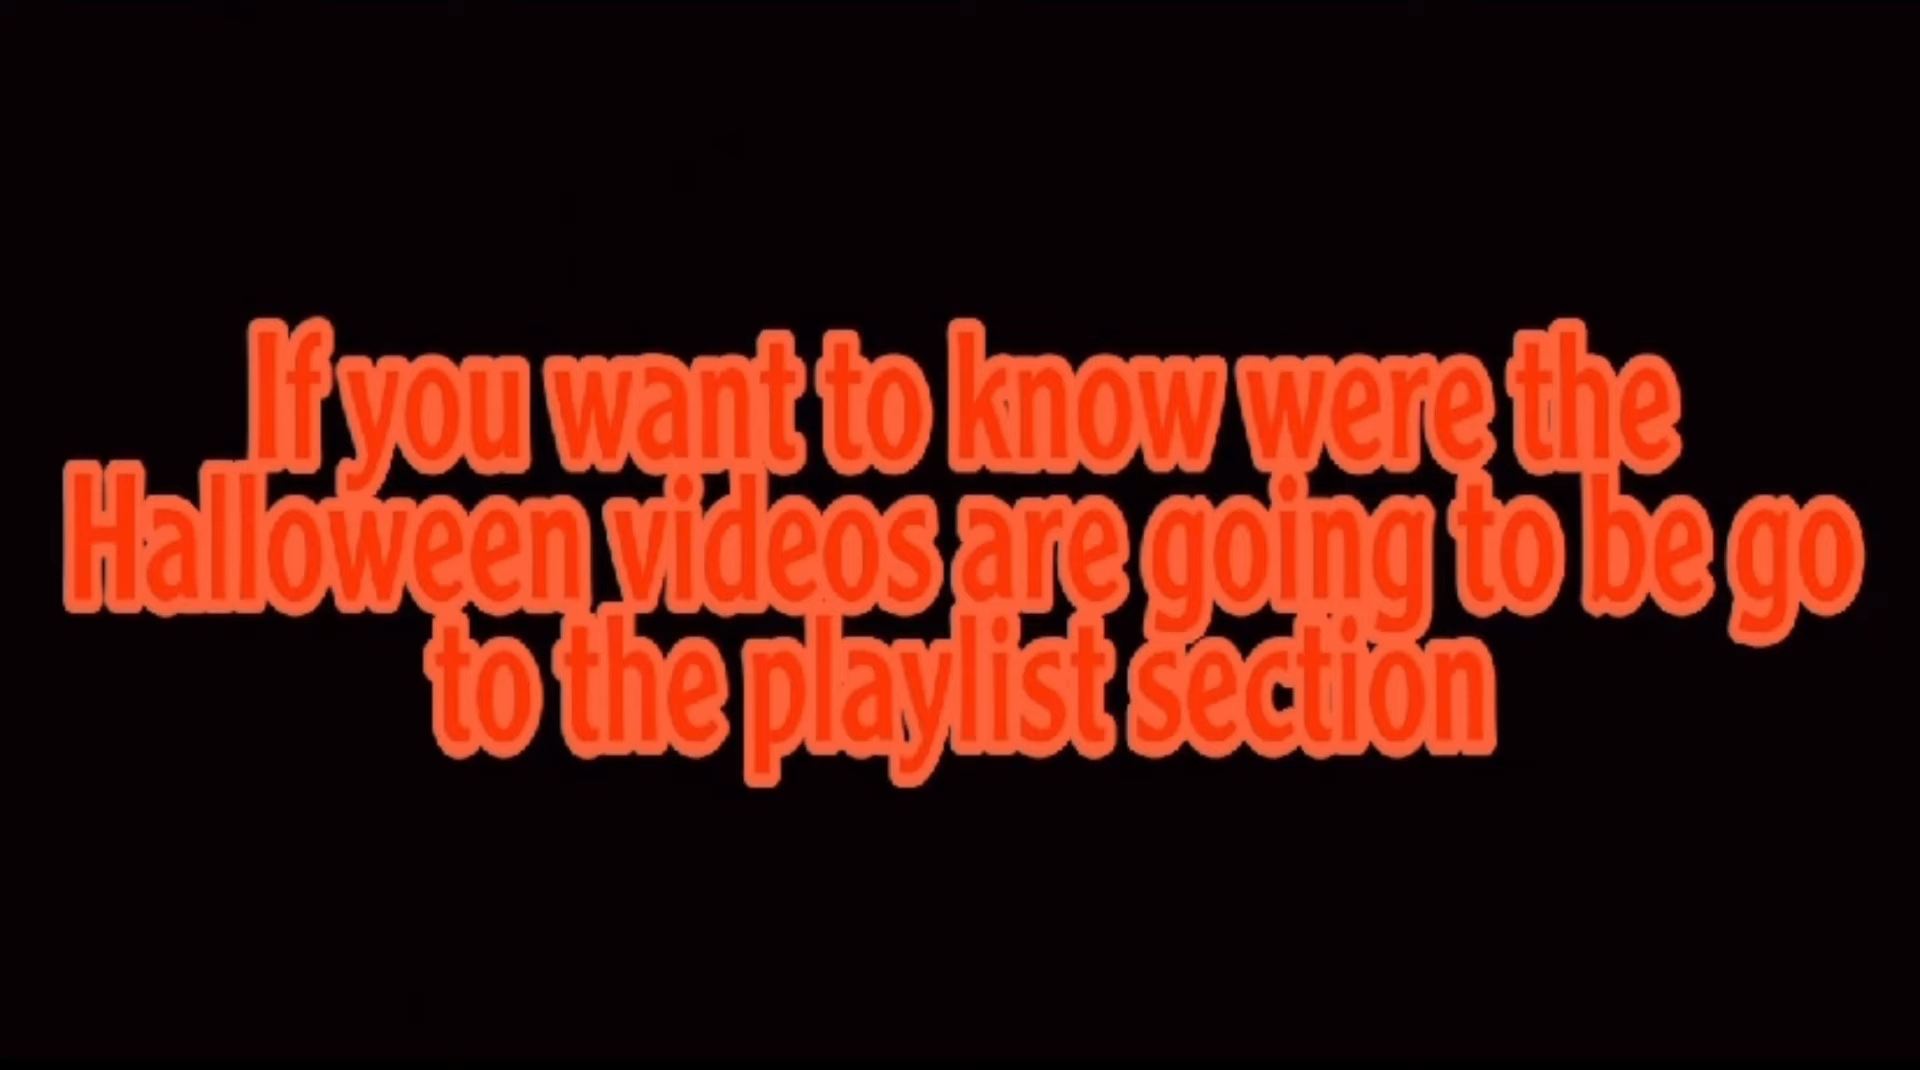 If you want to know were the
Halloween videos are going to be go
to the playlist section